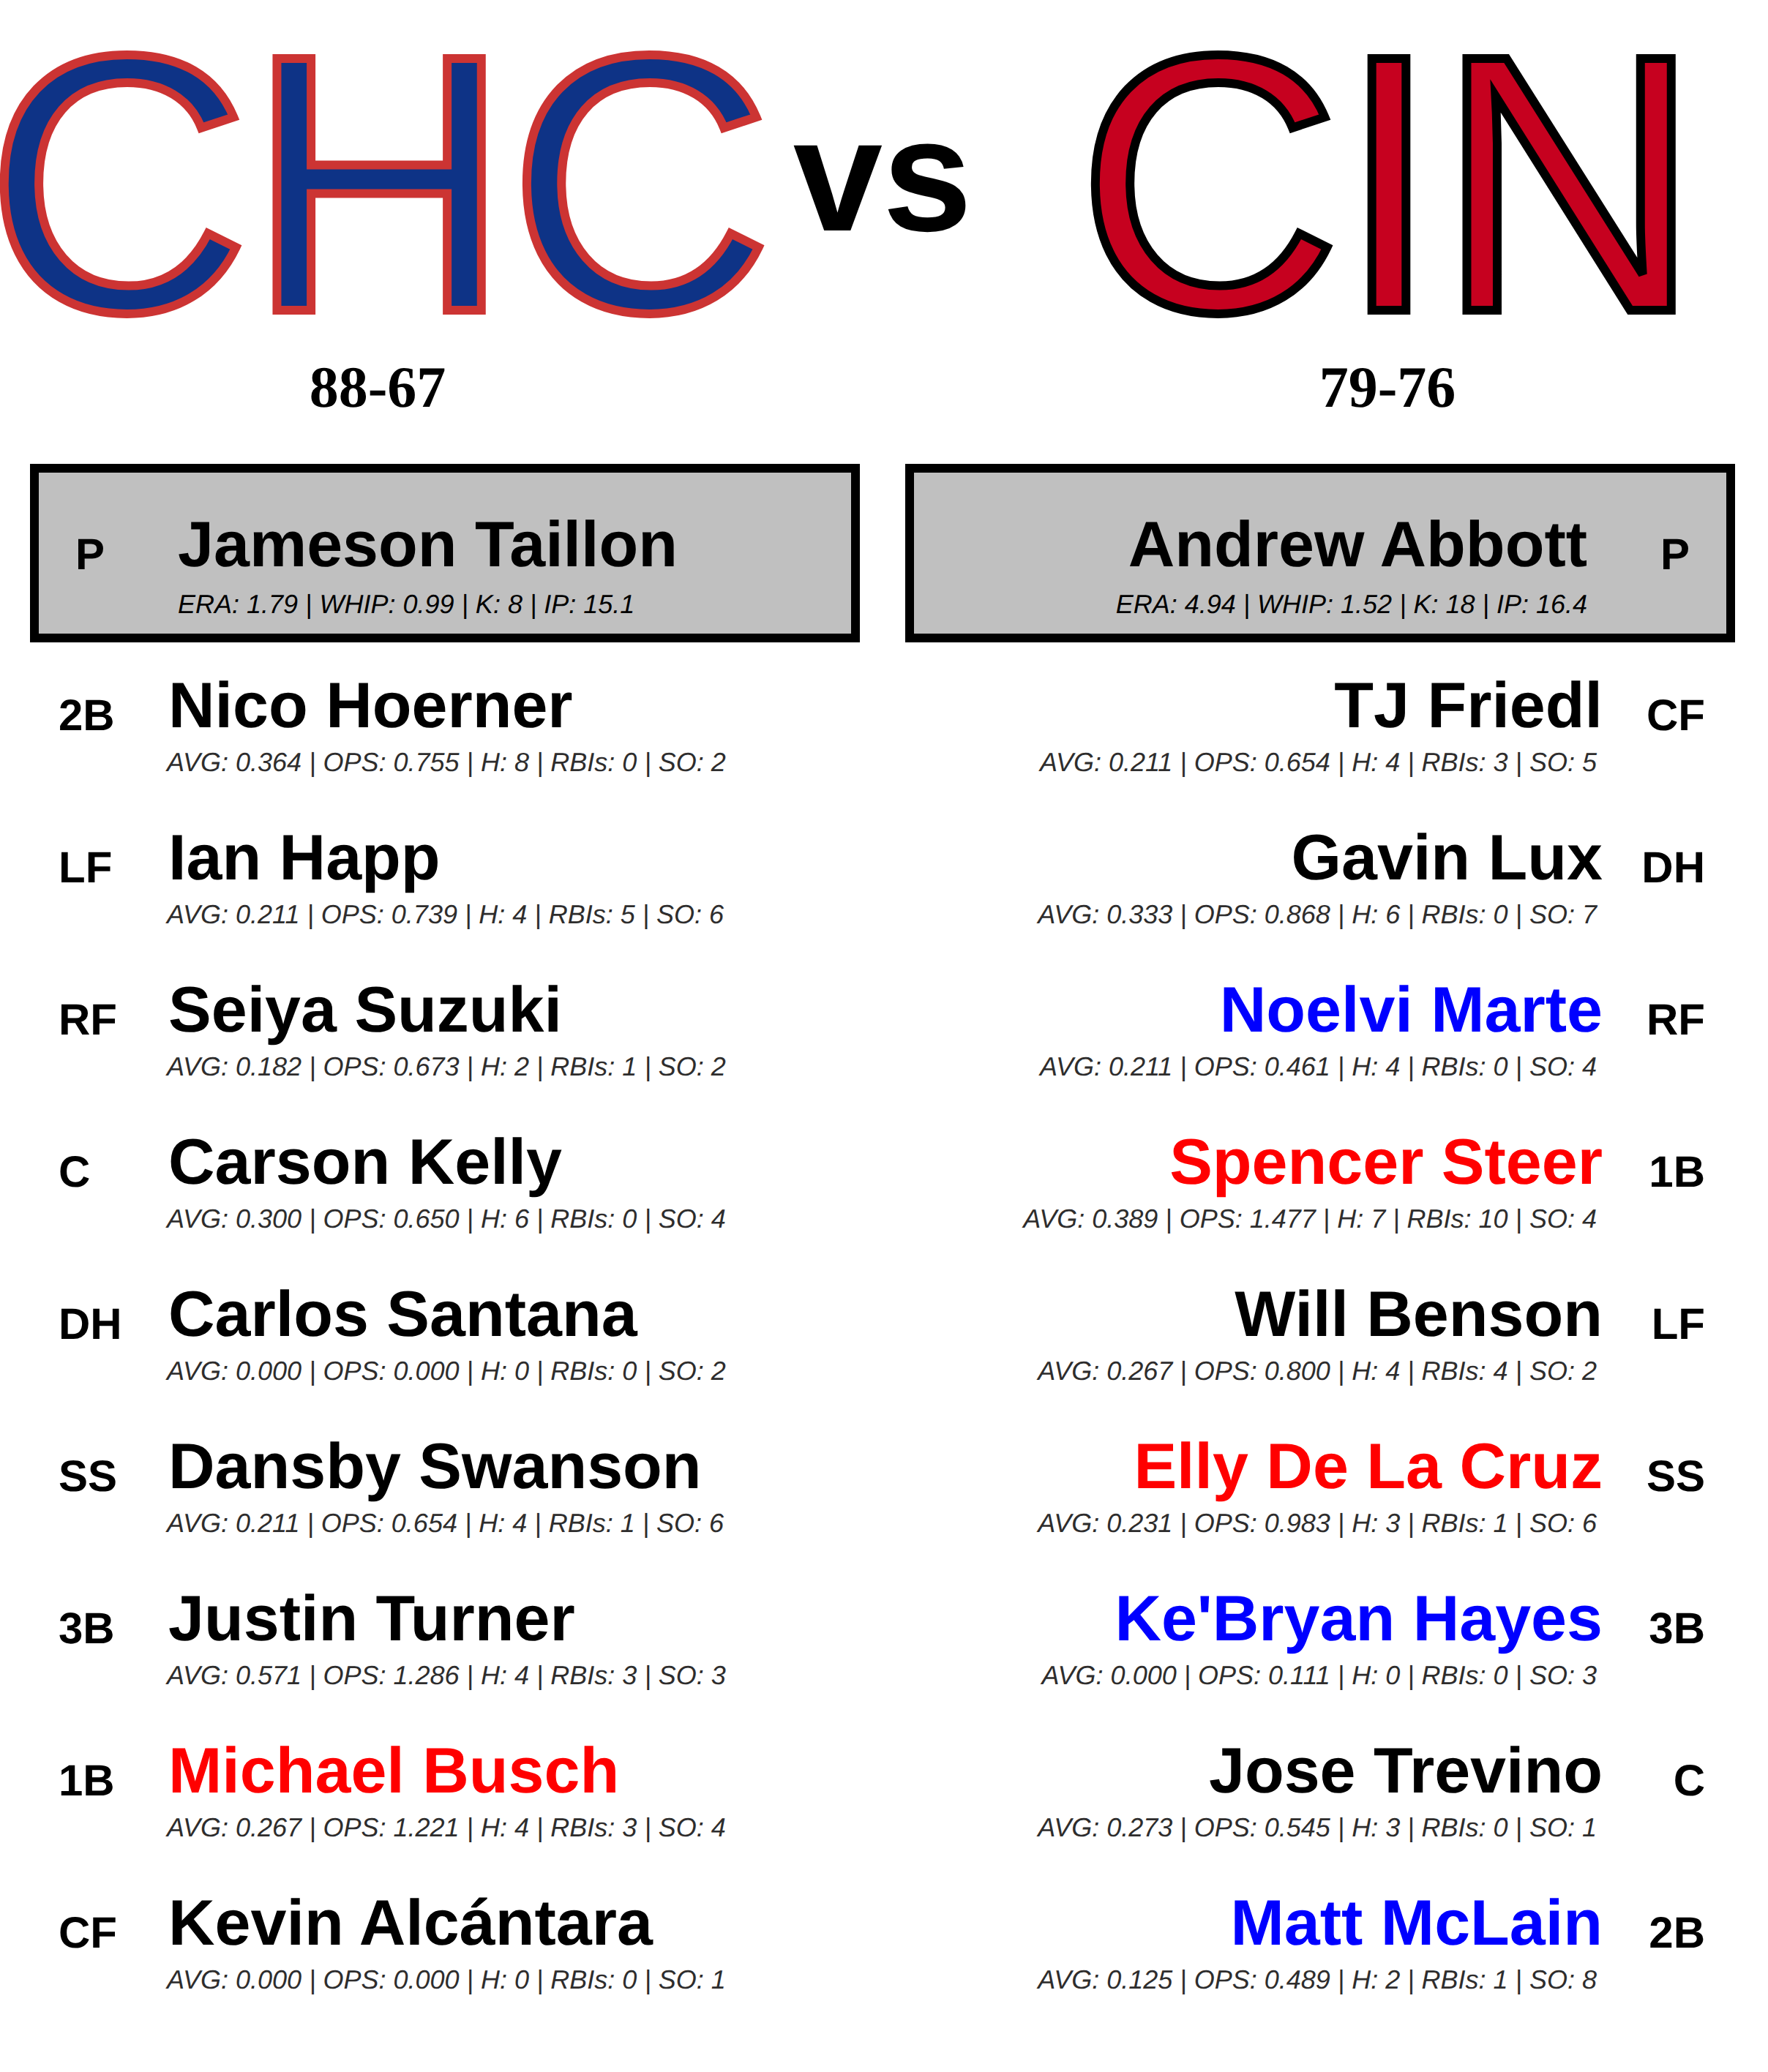 CHC vs CIN
88-67 79-76
P Jameson Taillon
ERA: 1.79 | WHIP: 0.99 | K: 8 | IP: 15.1
Andrew Abbott P
ERA: 4.94 | WHIP: 1.52 | K: 18 | IP: 16.4
2B Nico Hoerner
AVG: 0.364 | OPS: 0.755 | H: 8 | RBIs: 0 | SO: 2
LF Ian Happ
AVG: 0.211 | OPS: 0.739 | H: 4 | RBIs: 5 | SO: 6
RF Seiya Suzuki
AVG: 0.182 | OPS: 0.673 | H: 2 | RBIs: 1 | SO: 2
C Carson Kelly
AVG: 0.300 | OPS: 0.650 | H: 6 | RBIs: 0 | SO: 4
DH Carlos Santana
AVG: 0.000 | OPS: 0.000 | H: 0 | RBIs: 0 | SO: 2
SS Dansby Swanson
AVG: 0.211 | OPS: 0.654 | H: 4 | RBIs: 1 | SO: 6
3B Justin Turner
AVG: 0.571 | OPS: 1.286 | H: 4 | RBIs: 3 | SO: 3
1B Michael Busch
AVG: 0.267 | OPS: 1.221 | H: 4 | RBIs: 3 | SO: 4
CF Kevin Alcántara
AVG: 0.000 | OPS: 0.000 | H: 0 | RBIs: 0 | SO: 1
TJ Friedl CF
AVG: 0.211 | OPS: 0.654 | H: 4 | RBIs: 3 | SO: 5
Gavin Lux DH
AVG: 0.333 | OPS: 0.868 | H: 6 | RBIs: 0 | SO: 7
Noelvi Marte RF
AVG: 0.211 | OPS: 0.461 | H: 4 | RBIs: 0 | SO: 4
Spencer Steer 1B
AVG: 0.389 | OPS: 1.477 | H: 7 | RBIs: 10 | SO: 4
Will Benson LF
AVG: 0.267 | OPS: 0.800 | H: 4 | RBIs: 4 | SO: 2
Elly De La Cruz SS
AVG: 0.231 | OPS: 0.983 | H: 3 | RBIs: 1 | SO: 6
Ke'Bryan Hayes 3B
AVG: 0.000 | OPS: 0.111 | H: 0 | RBIs: 0 | SO: 3
Jose Trevino C
AVG: 0.273 | OPS: 0.545 | H: 3 | RBIs: 0 | SO: 1
Matt McLain 2B
AVG: 0.125 | OPS: 0.489 | H: 2 | RBIs: 1 | SO: 8